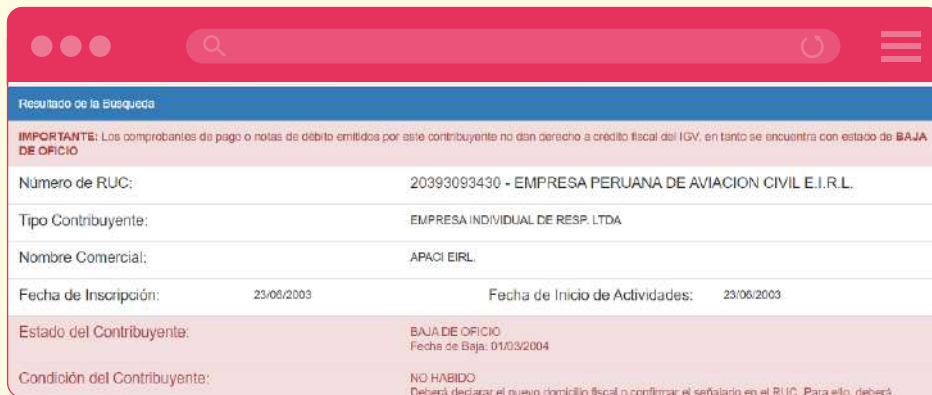 Resultado de la Busqueda
IMPORTANTE: Los comprobantes de pago o notas de débito emitidos por este contribuyente no dan derecho a crédito fiscal del IGV, en tanto se encuentra con estado de BAJA
DE OFICIO
Número de RUC: 20393093430 - EMPRESA PERUANA DE AVIACION CIVIL E.I.R.L.
Tipo Contribuyente: EMPRESA INDIVIDUAL DE RESP. LTDA
Nombre Comercial: APACI EIRL.
Fecha de Inscripción: 23/06/2003 Fecha de Inicio de Actividades: 23/06/2003
Estado del Contribuyente: BAJA DE OFICIO
Fecha de Baja: 01/03/2004
Condición del Contribuyente: NO HABIDO
Deberá declarar el nuevo domicilio fiscal o confirmar el señalado en el RUC. Para ello, deberá